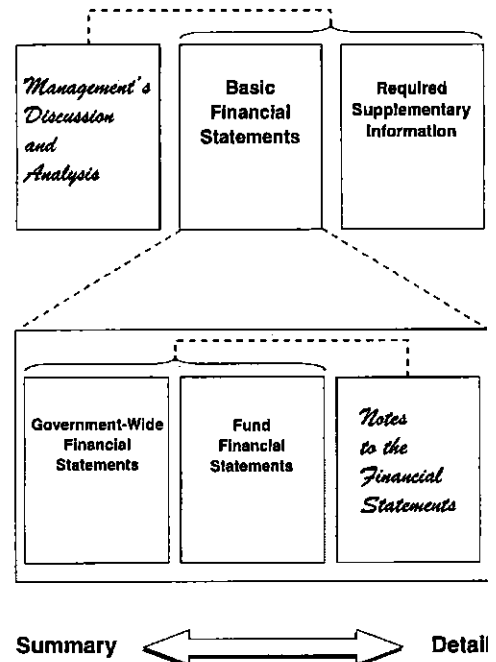 Management's
Discussion
and
Analysis
Basic
Financial
Statements
Required
Supplementary
Information
Government-Wide
Financial
Statements
Fund
Financial
Statements
Notes
to the
Financial
Statements
Summary
Detail